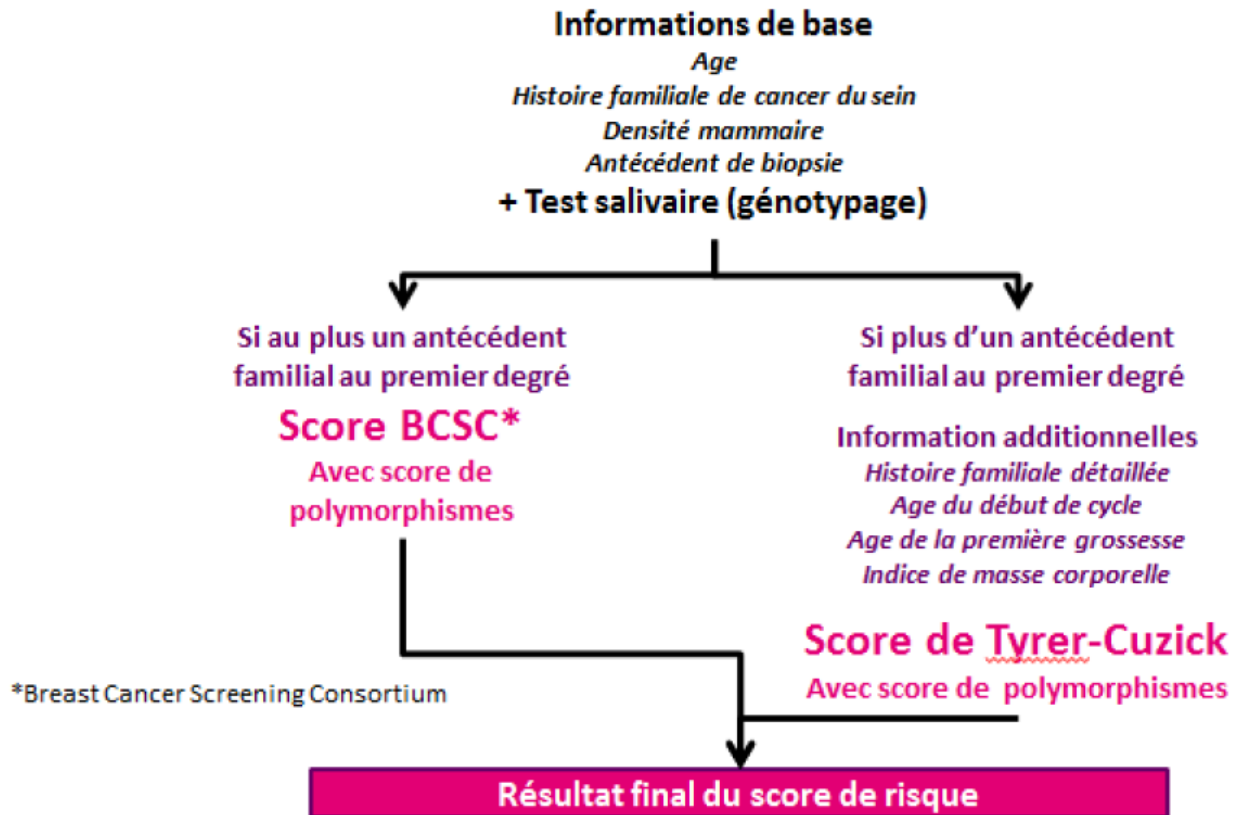 Informations de base
Age
Histoire familiale de cancer du sein
Densité mammaire
Antécédent de biopsie
+ Test salivaire (génotypage)
Si au plus un antécédent
familial au premier degré
Score BCSC*
Avec score de
polymorphismes
Si plus d’un antécédent
familial au premier degré
Information additionnelles
Histoire familiale détaillée
Age du début de cycle
Age de la première grossesse
Indice de masse corporelle
Score de Tyrer-Cuzick
Avec score de polymorphismes
*Breast Cancer Screening Consortium
Résultat final du score de risque